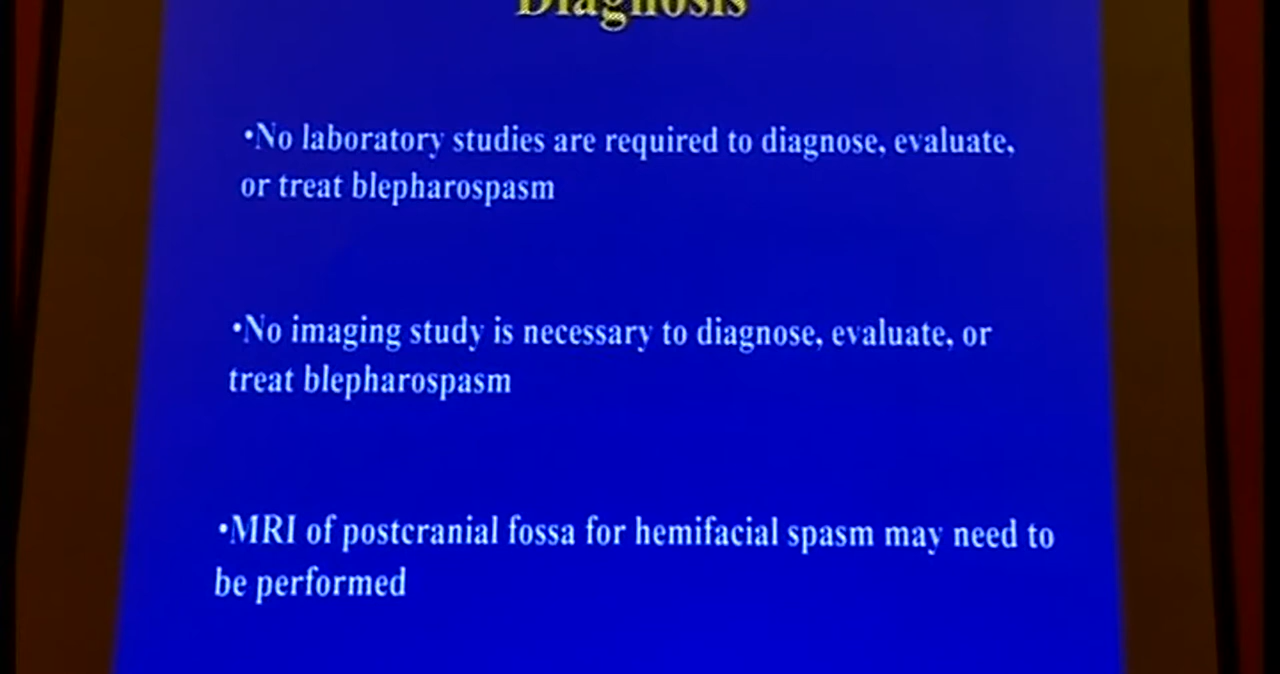 Diagnosis
•No laboratory studies are required to diagnose, evaluate,
or treat blepharospasm
•No imaging study is necessary to diagnose, evaluate, or
treat blepharospasm
•MRI of postcranial fossa for hemifacial spasm may need to
be performed